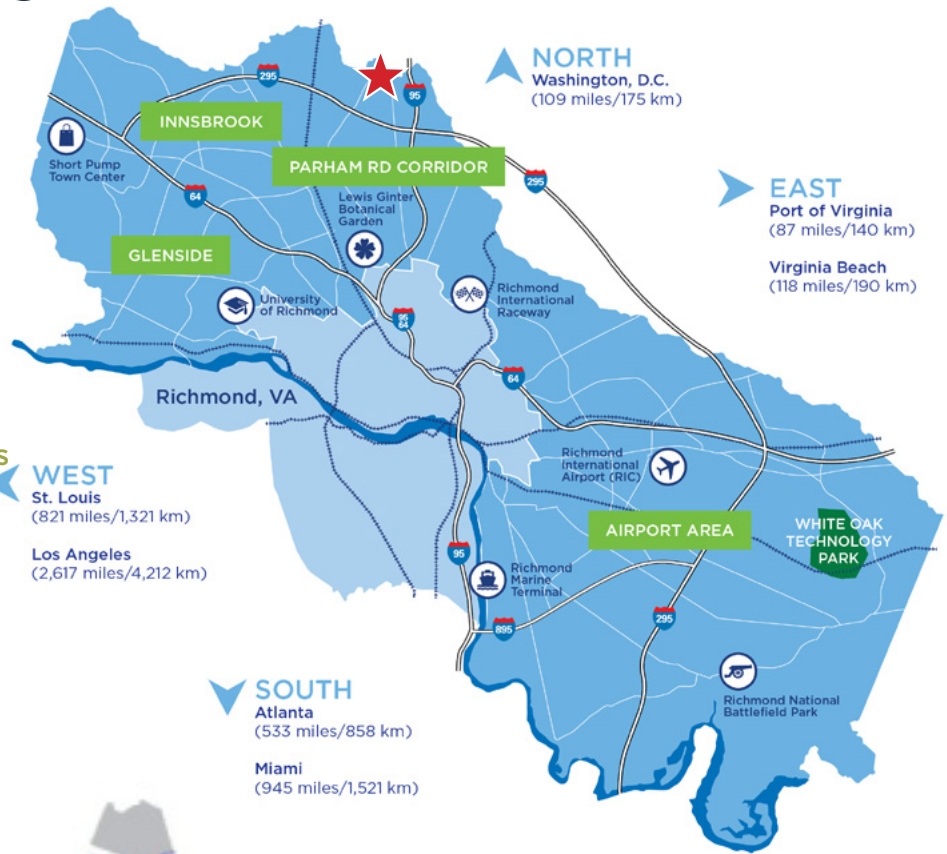 NORTH
Washington, D.C.
(109 miles/175 km)
295
95
INNSBROOK
Short Pump
Town Center
PARHAM RD CORRIDOR
295
64
Lewis Ginter
Botanical
Garden
EAST
Port of Virginia
(87 miles/140 km)
Virginia Beach
(118 miles/190 km)
GLENSIDE
University
of Richmond
Richmond
International
Raceway
95
64
64
Richmond, VA
WEST
St. Louis
(821 miles/1,321 km)
Los Angeles
(2,617 miles/4,212 km)
Richmond
International
Airport (RIC)
AIRPORT AREA
WHITE OAK
TECHNOLOGY
PARK
95
Richmond
Marine
Terminal
895
295
Richmond National
Battlefield Park
SOUTH
Atlanta
(533 miles/858 km)
Miami
(945 miles/1,521 km)